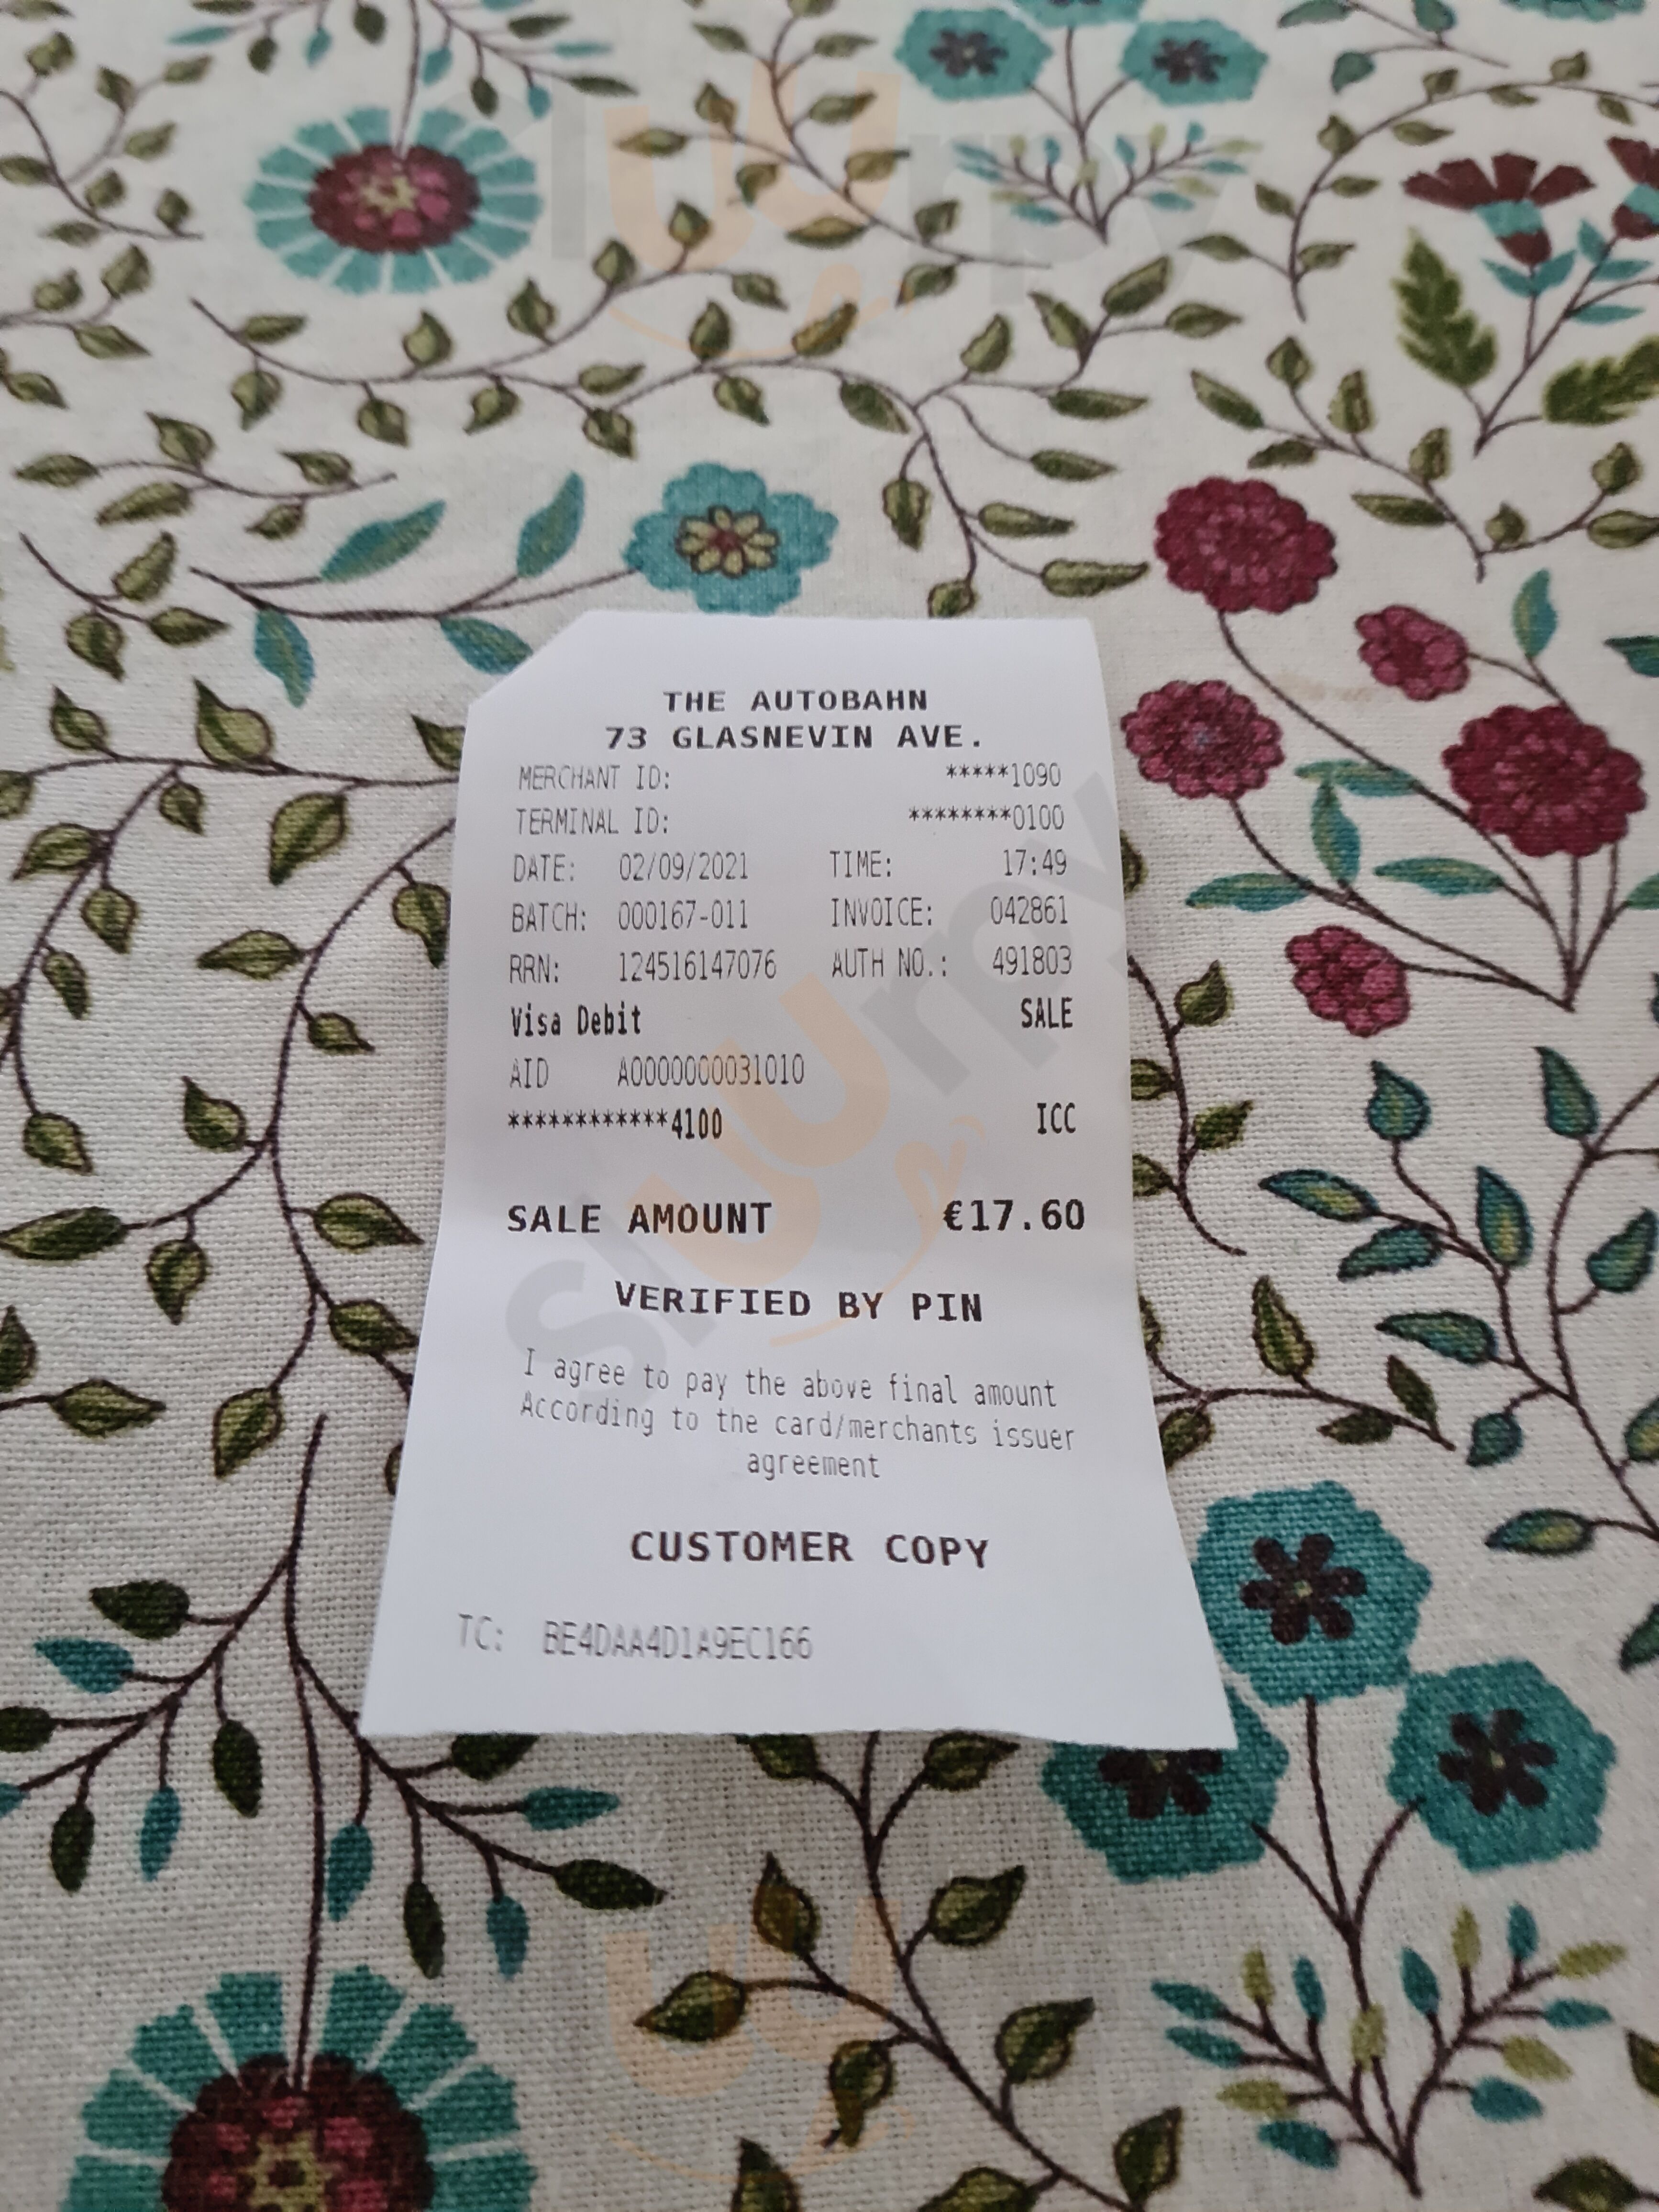 THE AUTOBAHN
73 GLASNEVIN AVE.
MERCHANT ID: *****1090
TERMINAL ID: ********0100
DATE: 02/09/2021 TIME: 17:49
BATCH: 000167-011 INVOICE: 042861
RRN: 124516147076 AUTH NO.: 491803
Visa Debit SALE
AID A0000000031010
************4100 ICC
SALE AMOUNT €17.60
VERIFIED BY PIN
I agree to pay the above final amount
According to the card/merchants issuer
agreement
CUSTOMER COPY
TC: BE4DAA4D1A9EC166
sluurpy
sluurpy